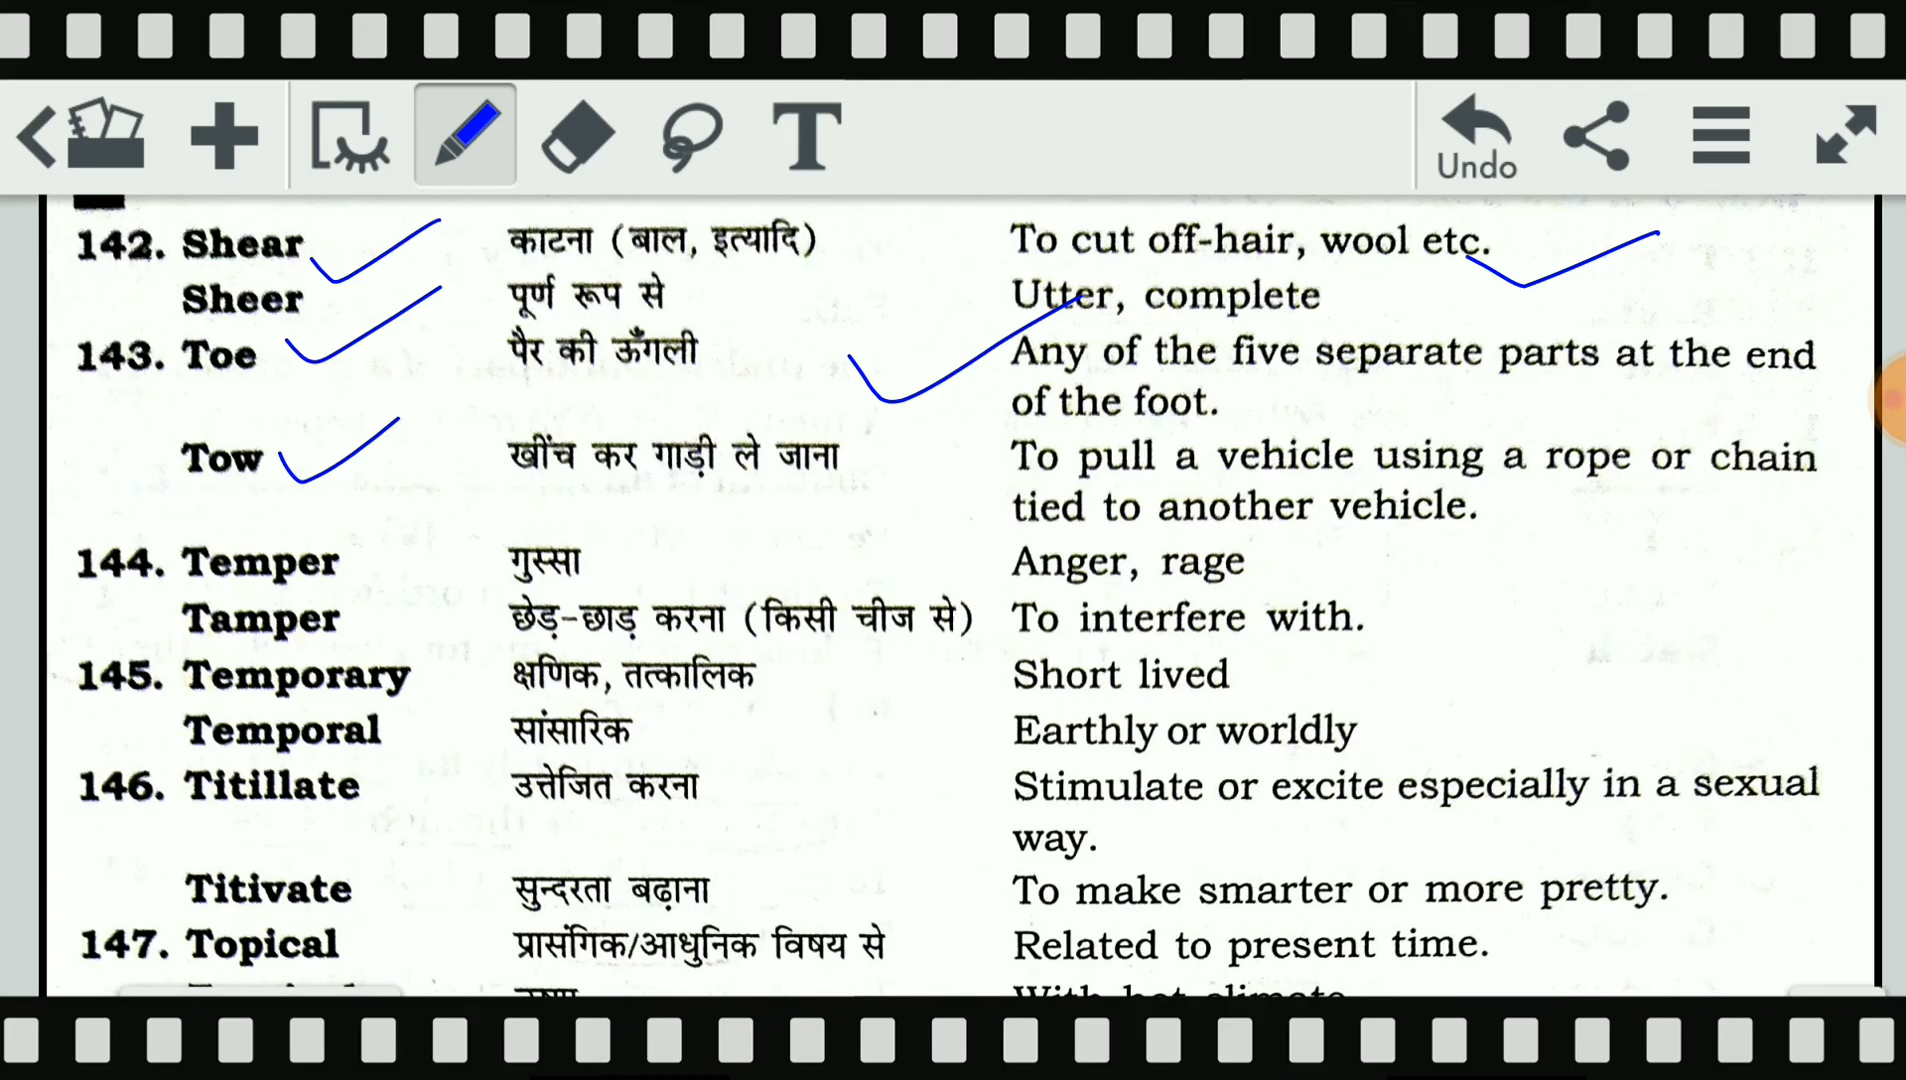 Undo
142. Shear काटना (बाल, इत्यादि) To cut off-hair, wool etc.
Sheer पूर्ण रूप से Utter, complete
143. Toe पैर की ऊँगली Any of the five separate parts at the end
of the foot.
Tow खींच कर गाड़ी ले जाना To pull a vehicle using a rope or chain
tied to another vehicle.
144. Temper गुस्सा Anger, rage
Tamper छेड़-छाड़ करना (किसी चीज से) To interfere with.
145. Temporary क्षणिक, तत्कालिक Short lived
Temporal सांसारिक Earthly or worldly
146. Titillate उत्तेजित करना Stimulate or excite especially in a sexual
way.
Titivate सुन्दरता बढ़ाना To make smarter or more pretty.
147. Topical प्रासंगिक/आधुनिक विषय से Related to present time.
With hot climate